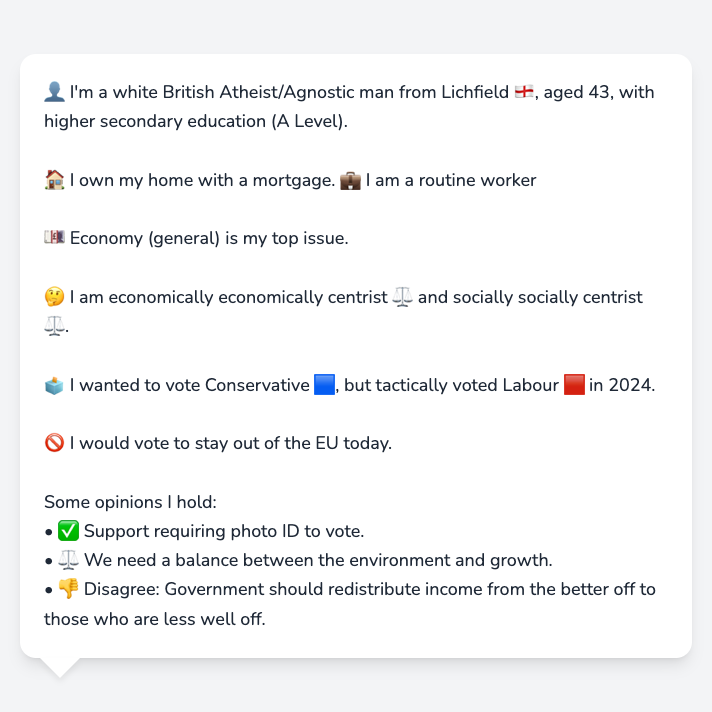 👤 I'm a white British Atheist/Agnostic man from Lichfield 🏴󠁧󠁢󠁥󠁮󠁧󠁿, aged 43, with
higher secondary education (A Level).
🏠 I own my home with a mortgage. 💼 I am a routine worker
💷 Economy (general) is my top issue.
🤔 I am economically economically centrist ⚖️ and socially socially centrist
⚖️.
🗳️ I wanted to vote Conservative 🟦, but tactically voted Labour 🟥 in 2024.
🚫 I would vote to stay out of the EU today.
Some opinions I hold:
• ✅ Support requiring photo ID to vote.
• ⚖️ We need a balance between the environment and growth.
• 👎 Disagree: Government should redistribute income from the better off to
those who are less well off.